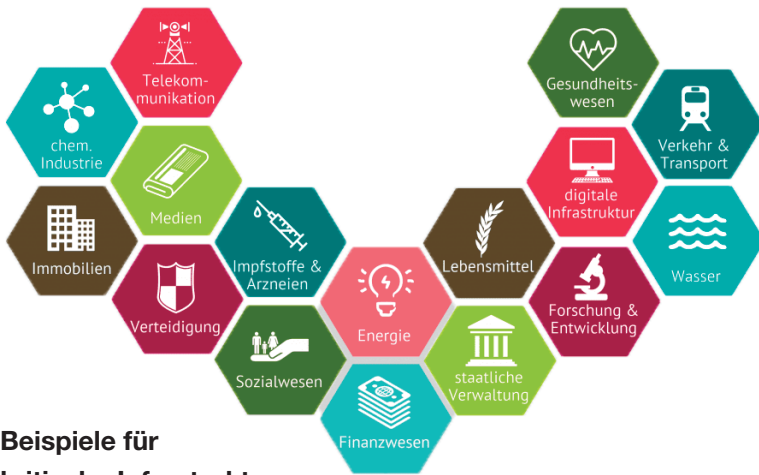 Telekom-
munikation
Gesundheits-
wesen
chem.
Industrie
Verkehr &
Transport
Medien
digitale
Infrastruktur
Immobilien
Impfstoffe &
Arzneien
Lebensmittel
Wasser
Verteidigung
Energie
Forschung &
Entwicklung
Sozialwesen
staatliche
Verwaltung
Finanzwesen
Beispiele für